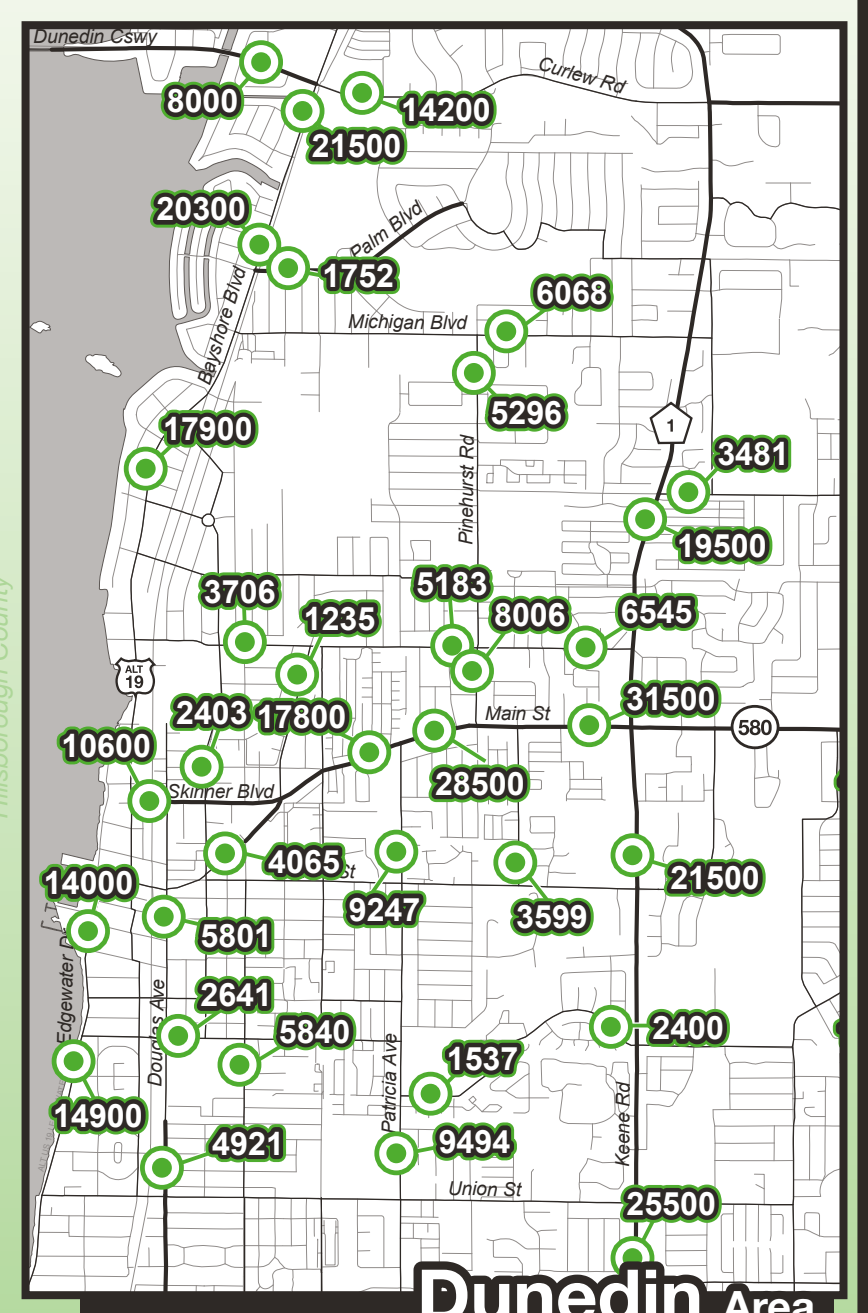 Dunedin Cswy
Curlew Rd
8000
14200
21500
20300
Palm Blvd
1752
Bayshore Blvd
6068
Michigan Blvd
5296
17900
1
3481
Pinehurst Rd
19500
Hillsborough County
3706
1235
5183
8006
6545
ALT
19
2403
17800
Main St
31500
580
10600
28500
Skinner Blvd
4065
St
21500
14000
9247
3599
5801
Edgewater Dr
2641
Douglas Ave
5840
2400
1537
Patricia Ave
14900
Keene Rd
4921
9494
Union St
25500
Dunedin Area